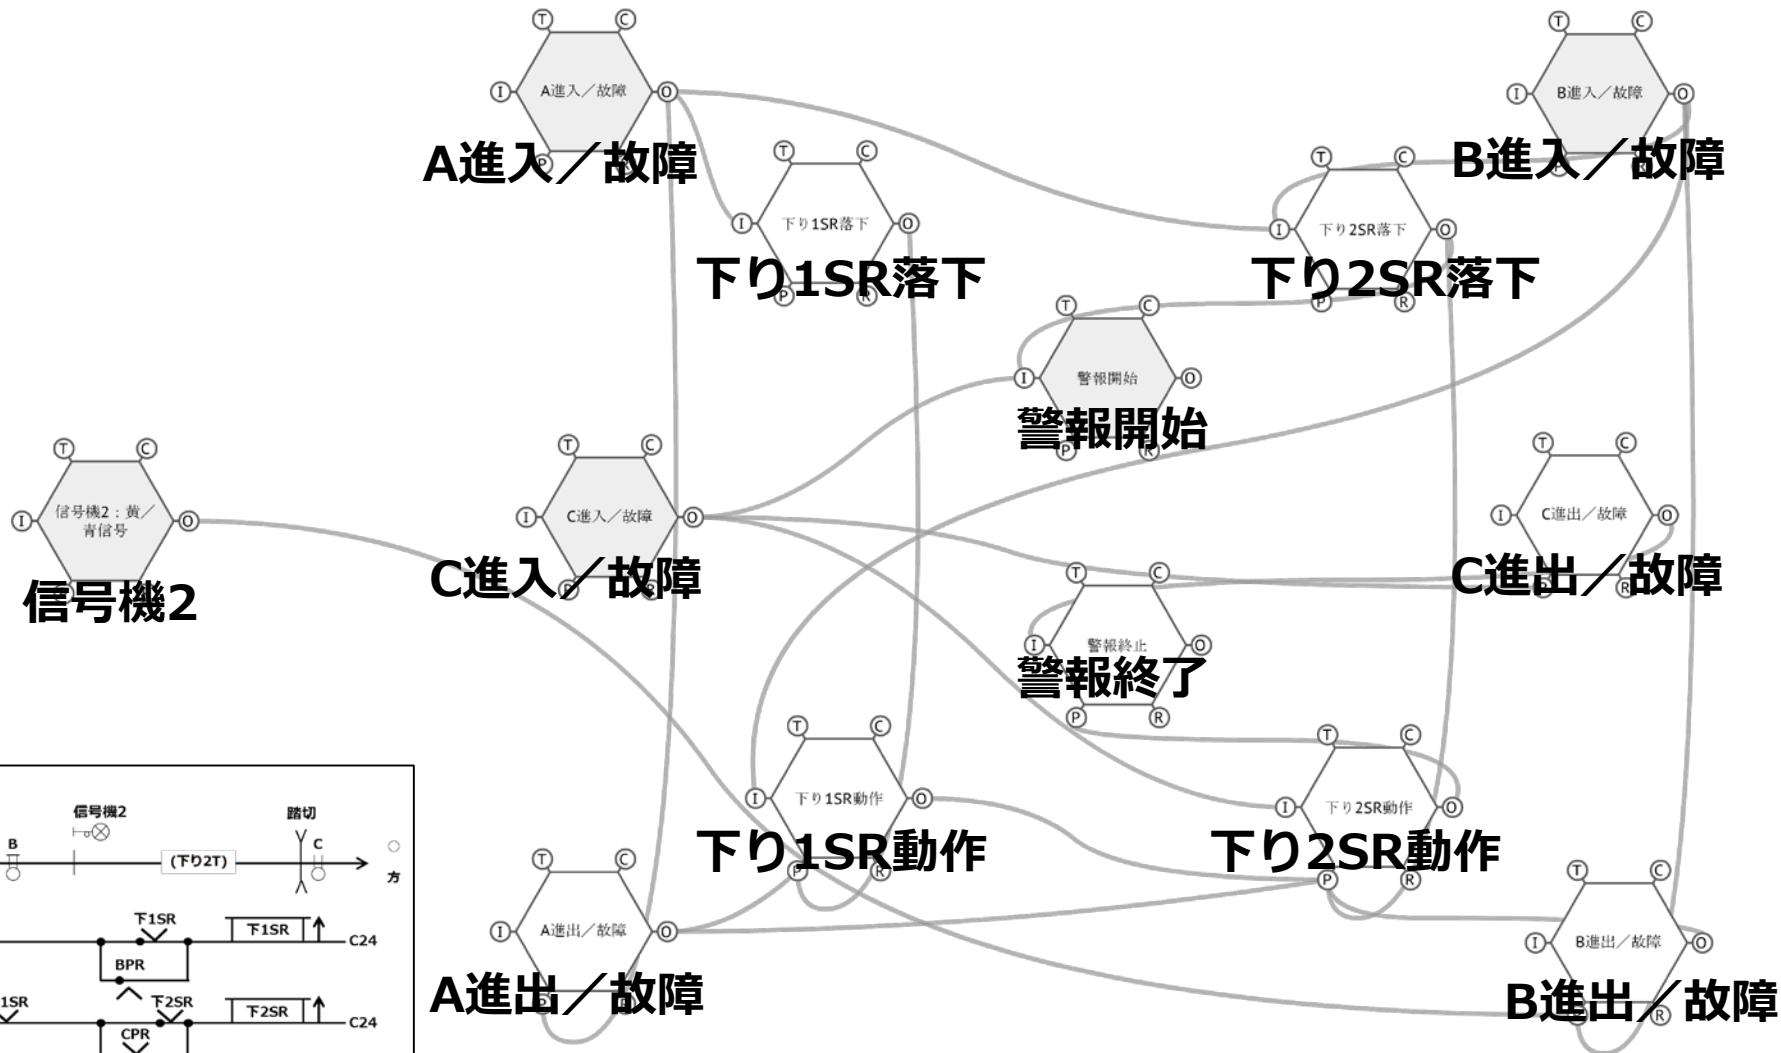 T C
A進入／故障
I O
P R
A進入／故障
T C
B進入／故障
I O
P R
B進入／故障
T C
下り1SR落下
I O
P R
下り1SR落下
T C
下り2SR落下
I O
P R
下り2SR落下
T C
警報開始
I O
P R
警報開始
T C
信号機2：黄／
青信号
I O
信号機2
T C
C進入／故障
I O
P R
C進入／故障
T C
C進出／故障
I O
P R
C進出／故障
T C
警報終止
I O
P R
警報終了
T C
下り1SR動作
I O
P R
下り1SR動作
T C
下り2SR動作
I O
P R
下り2SR動作
T C
A進出／故障
I O
P R
A進出／故障
T C
B進出／故障
I O
P R
B進出／故障
信号機2
踏切
B
C
(下り2T)
方
下1SR
下1SR
C24
BPR
1SR
下2SR
下2SR
C24
CPR